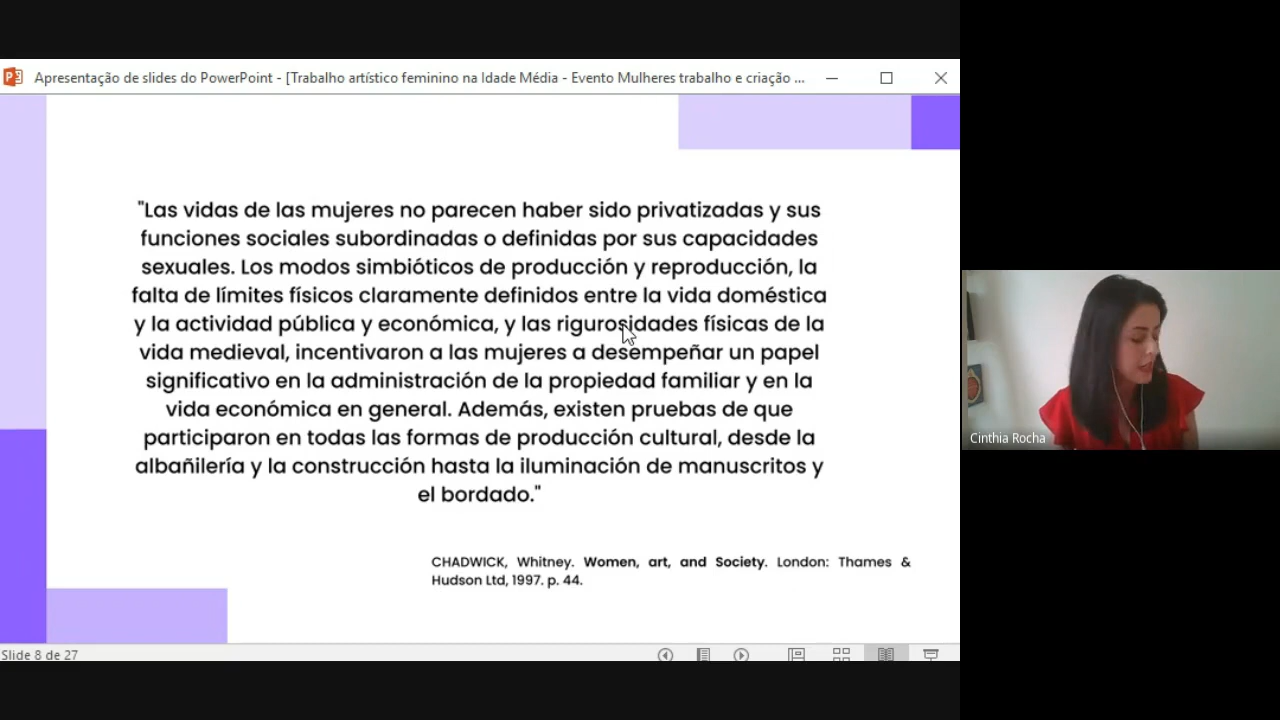 Apresentação de slides do PowerPoint - [Trabalho artístico feminino na Idade Média - Evento Mulheres trabalho e criação ...
"Las vidas de las mujeres no parecen haber sido privatizadas y sus
funciones sociales subordinadas o definidas por sus capacidades
sexuales. Los modos simbióticos de producción y reproducción, la
falta de límites físicos claramente definidos entre la vida doméstica
y la actividad pública y económica, y las rigurosidades físicas de la
vida medieval, incentivaron a las mujeres a desempeñar un papel
significativo en la administración de la propiedad familiar y en la
vida económica en general. Además, existen pruebas de que
participaron en todas las formas de producción cultural, desde la
albañilería y la construcción hasta la iluminación de manuscritos y
el bordado."
CHADWICK, Whitney. Women, art, and Society. London: Thames &
Hudson Ltd, 1997. p. 44.
Slide 8 de 27
Cinthia Rocha